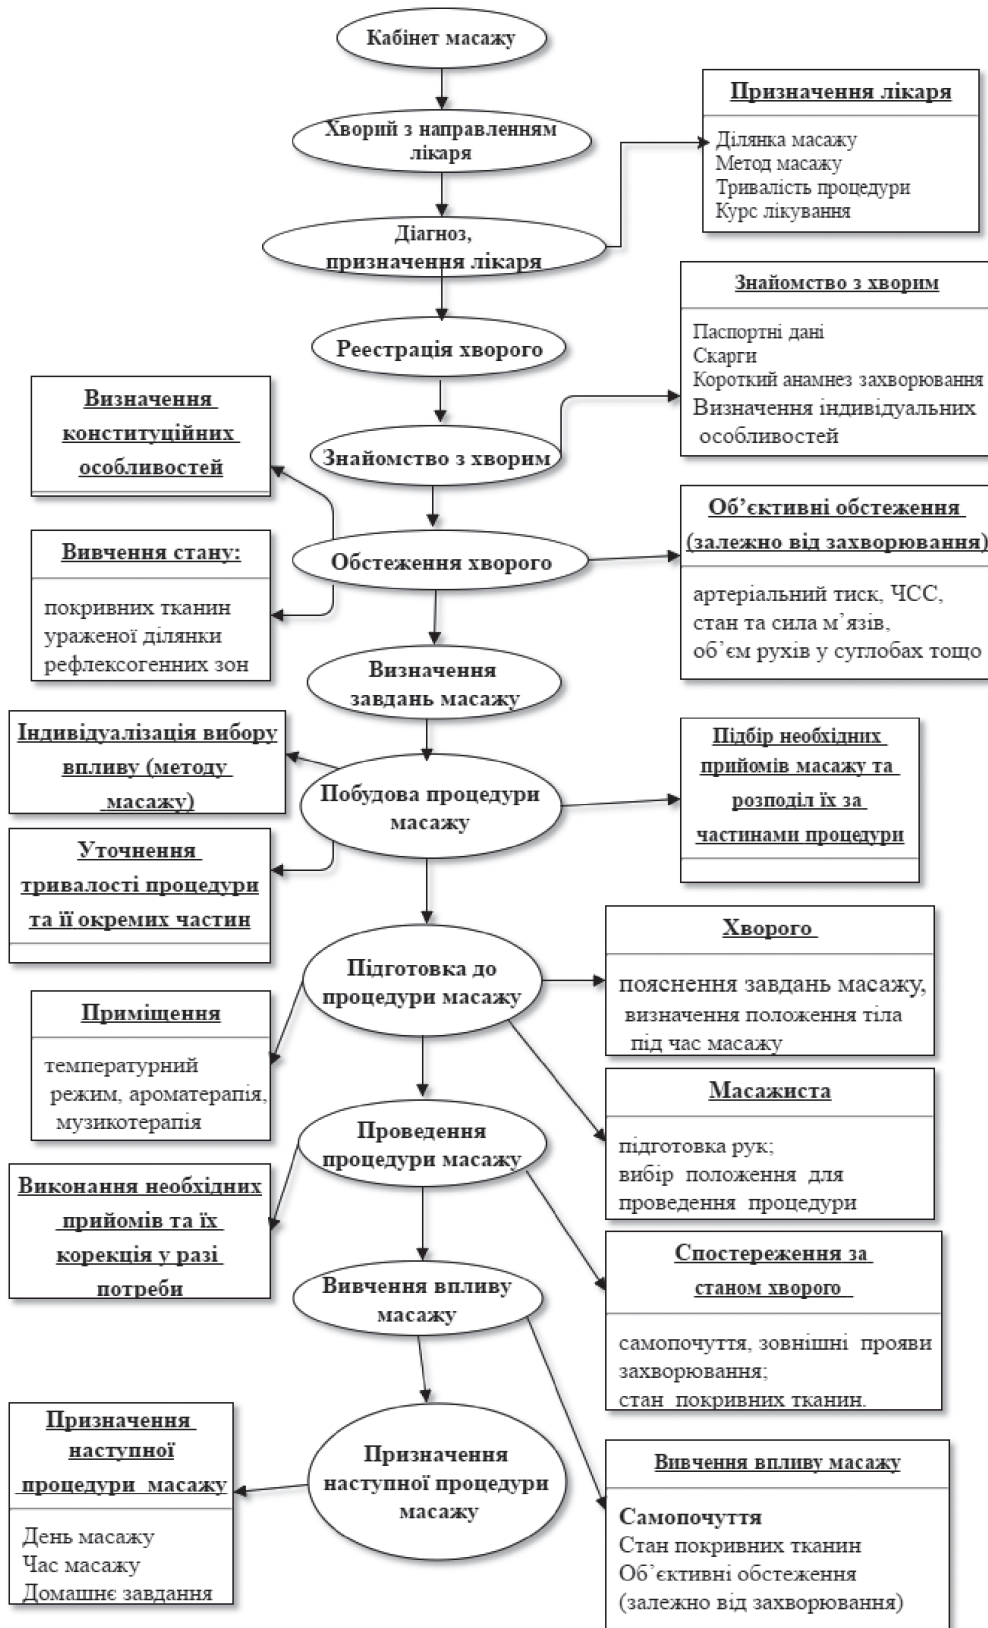 Кабінет масажу
Хворий з направленням
лікаря
Призначення лікаря
Ділянка масажу
Метод масажу
Тривалість процедури
Курс лікування
Діагноз,
призначення лікаря
Знайомство з хворим
Паспортні дані
Скарги
Короткий анамнез захворювання
Визначення індивідуальних
особливостей
Реестрація хворого
Визначення
конституційних
особливостей
Знайомство з хворим
Об’єктивні обстеження
(залежно від захворювання)
артеріальний тиск, ЧСС,
стан та сила м’язів,
об’єм рухів у суглобах тощо
Вивчення стану:
покривних тканин
ураженої ділянки
рефлексогенних зон
Обстеження хворого
Визначення
завдань масажу
Індивідуалізація вибору
впливу (методу
масажу)
Підбір необхідних
прийомів масажу та
розподіл їх за
частинами процедури
Побудова процедури
масажу
Уточнення
тривалості процедури
та її окремих частин
Хворого
пояснення завдань масажу,
визначення положення тіла
під час масажу
Підготовка до
процедури масажу
Приміщення
температурний
режим, ароматерапія,
музикотерапія
Масажиста
підготовка рук;
вибір положення для
проведення процедури
Проведення
процедури масажу
Виконання необхідних
прийомів та їх
корекція у разі
потреби
Спостереження за
станом хворого
самопочуття, зовнішні прояви
захворювання;
стан покривних тканин.
Вивчення впливу
масажу
Призначення
наступної
процедури масажу
День масажу
Час масажу
Домашнє завдання
Призначення
наступної процедури
масажу
Вивчення впливу масажу
Самопочуття
Стан покривних тканин
Об’єктивні обстеження
(залежно від захворювання)